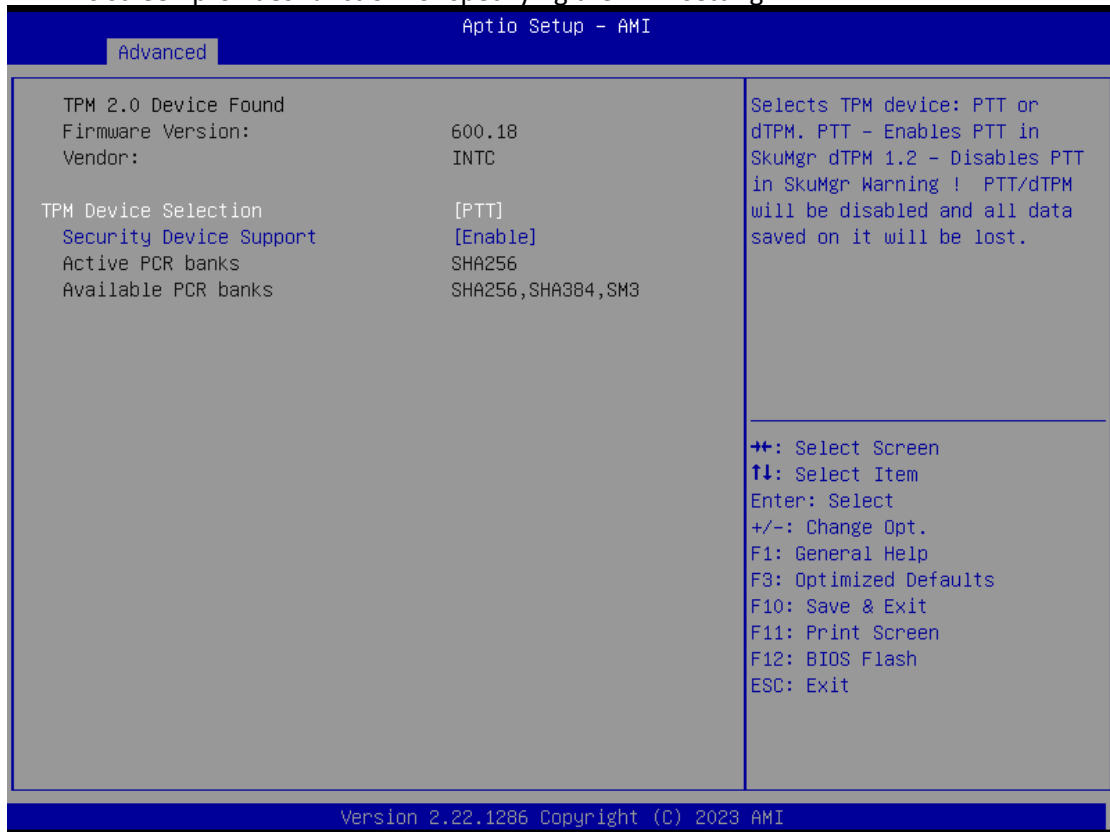 Aptio Setup – AMI
Advanced
TPM 2.0 Device Found
Firmware Version: 600.18
Vendor: INTC
TPM Device Selection [PTT]
Security Device Support [Enable]
Active PCR banks SHA256
Available PCR banks SHA256,SHA384,SM3
Selects TPM device: PTT or
dTPM. PTT – Enables PTT in
SkuMgr dTPM 1.2 – Disables PTT
in SkuMgr Warning ! PTT/dTPM
will be disabled and all data
saved on it will be lost.
→←: Select Screen
↑↓: Select Item
Enter: Select
+/-: Change Opt.
F1: General Help
F3: Optimized Defaults
F10: Save & Exit
F11: Print Screen
F12: BIOS Flash
ESC: Exit
Version 2.22.1286 Copyright (C) 2023 AMI